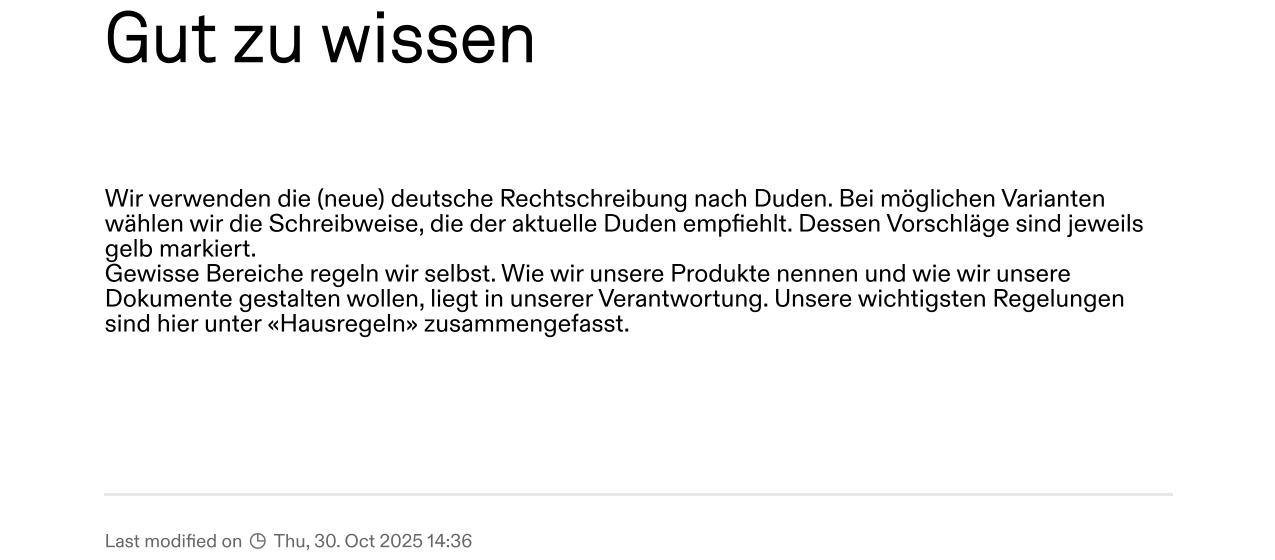 Gut zu wissen
Wir verwenden die (neue) deutsche Rechtschreibung nach Duden. Bei möglichen Varianten
wählen wir die Schreibweise, die der aktuelle Duden empfiehlt. Dessen Vorschläge sind jeweils
gelb markiert.
Gewisse Bereiche regeln wir selbst. Wie wir unsere Produkte nennen und wie wir unsere
Dokumente gestalten wollen, liegt in unserer Verantwortung. Unsere wichtigsten Regelungen
sind hier unter «Hausregeln» zusammengefasst.
Last modified on Thu, 30. Oct 2025 14:36